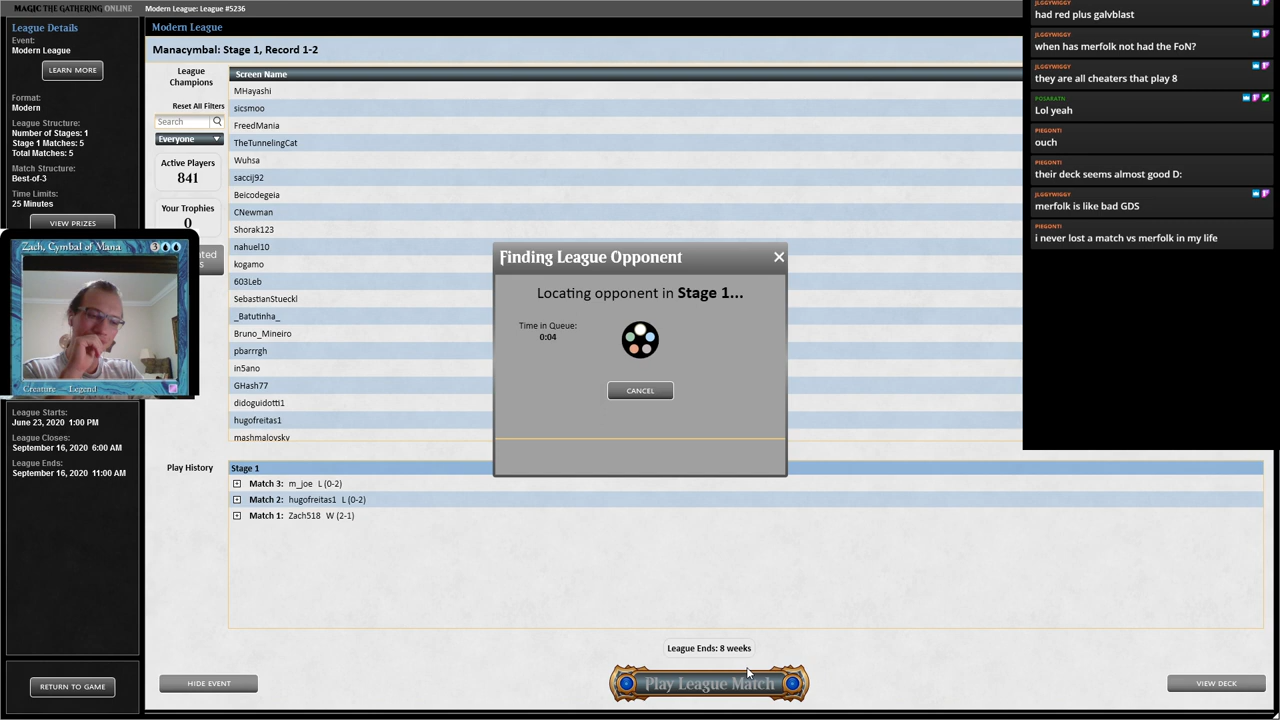 MAGIC THE GATHERING ONLINE
Modern League: League #5236
League Details
Event:
Modern League
LEARN MORE
Format:
Modern
League Structure:
Number of Stages: 1
Stage 1 Matches: 5
Total Matches: 5
Match Structure:
Best-of-3
Time Limits:
25 Minutes
VIEW PRIZES
Zach, Cymbal of Mana 3
Creature — Legend
League Starts:
June 23, 2020 1:00 PM
League Closes:
September 16, 2020 6:00 AM
League Ends:
September 16, 2020 11:00 AM
RETURN TO GAME
Modern League
Manacymbal: Stage 1, Record 1-2
League
Champions
Reset All Filters
Search
Everyone
Active Players
841
Your Trophies
0
Screen Name
MHayashi
sicsmoo
FreedMania
TheTunnelingCat
Wuhsa
saccij92
Beicodegeia
CNewman
Shorak123
nahuel10
kogamo
603Leb
SebastianStueckl
_Batutinha_
Bruno_Mineiro
pbarrrgh
in5ano
GHash77
didoguidotti1
hugofreitas1
mashmalovsky
Finding League Opponent
Locating opponent in Stage 1...
Time in Queue:
0:04
CANCEL
Play History
Stage 1
Match 3: m_joe L (0-2)
Match 2: hugofreitas1 L (0-2)
Match 1: Zach518 W (2-1)
League Ends: 8 weeks
HIDE EVENT
Play League Match
VIEW DECK
JLGGYWIGGY
had red plus galvblast
JLGGYWIGGY
when has merfolk not had the FoN?
JLGGYWIGGY
they are all cheaters that play 8
Lol yeah
PIEGONTI
ouch
PIEGONTI
their deck seems almost good D:
JLGGYWIGGY
merfolk is like bad GDS
PIEGONTI
i never lost a match vs merfolk in my life